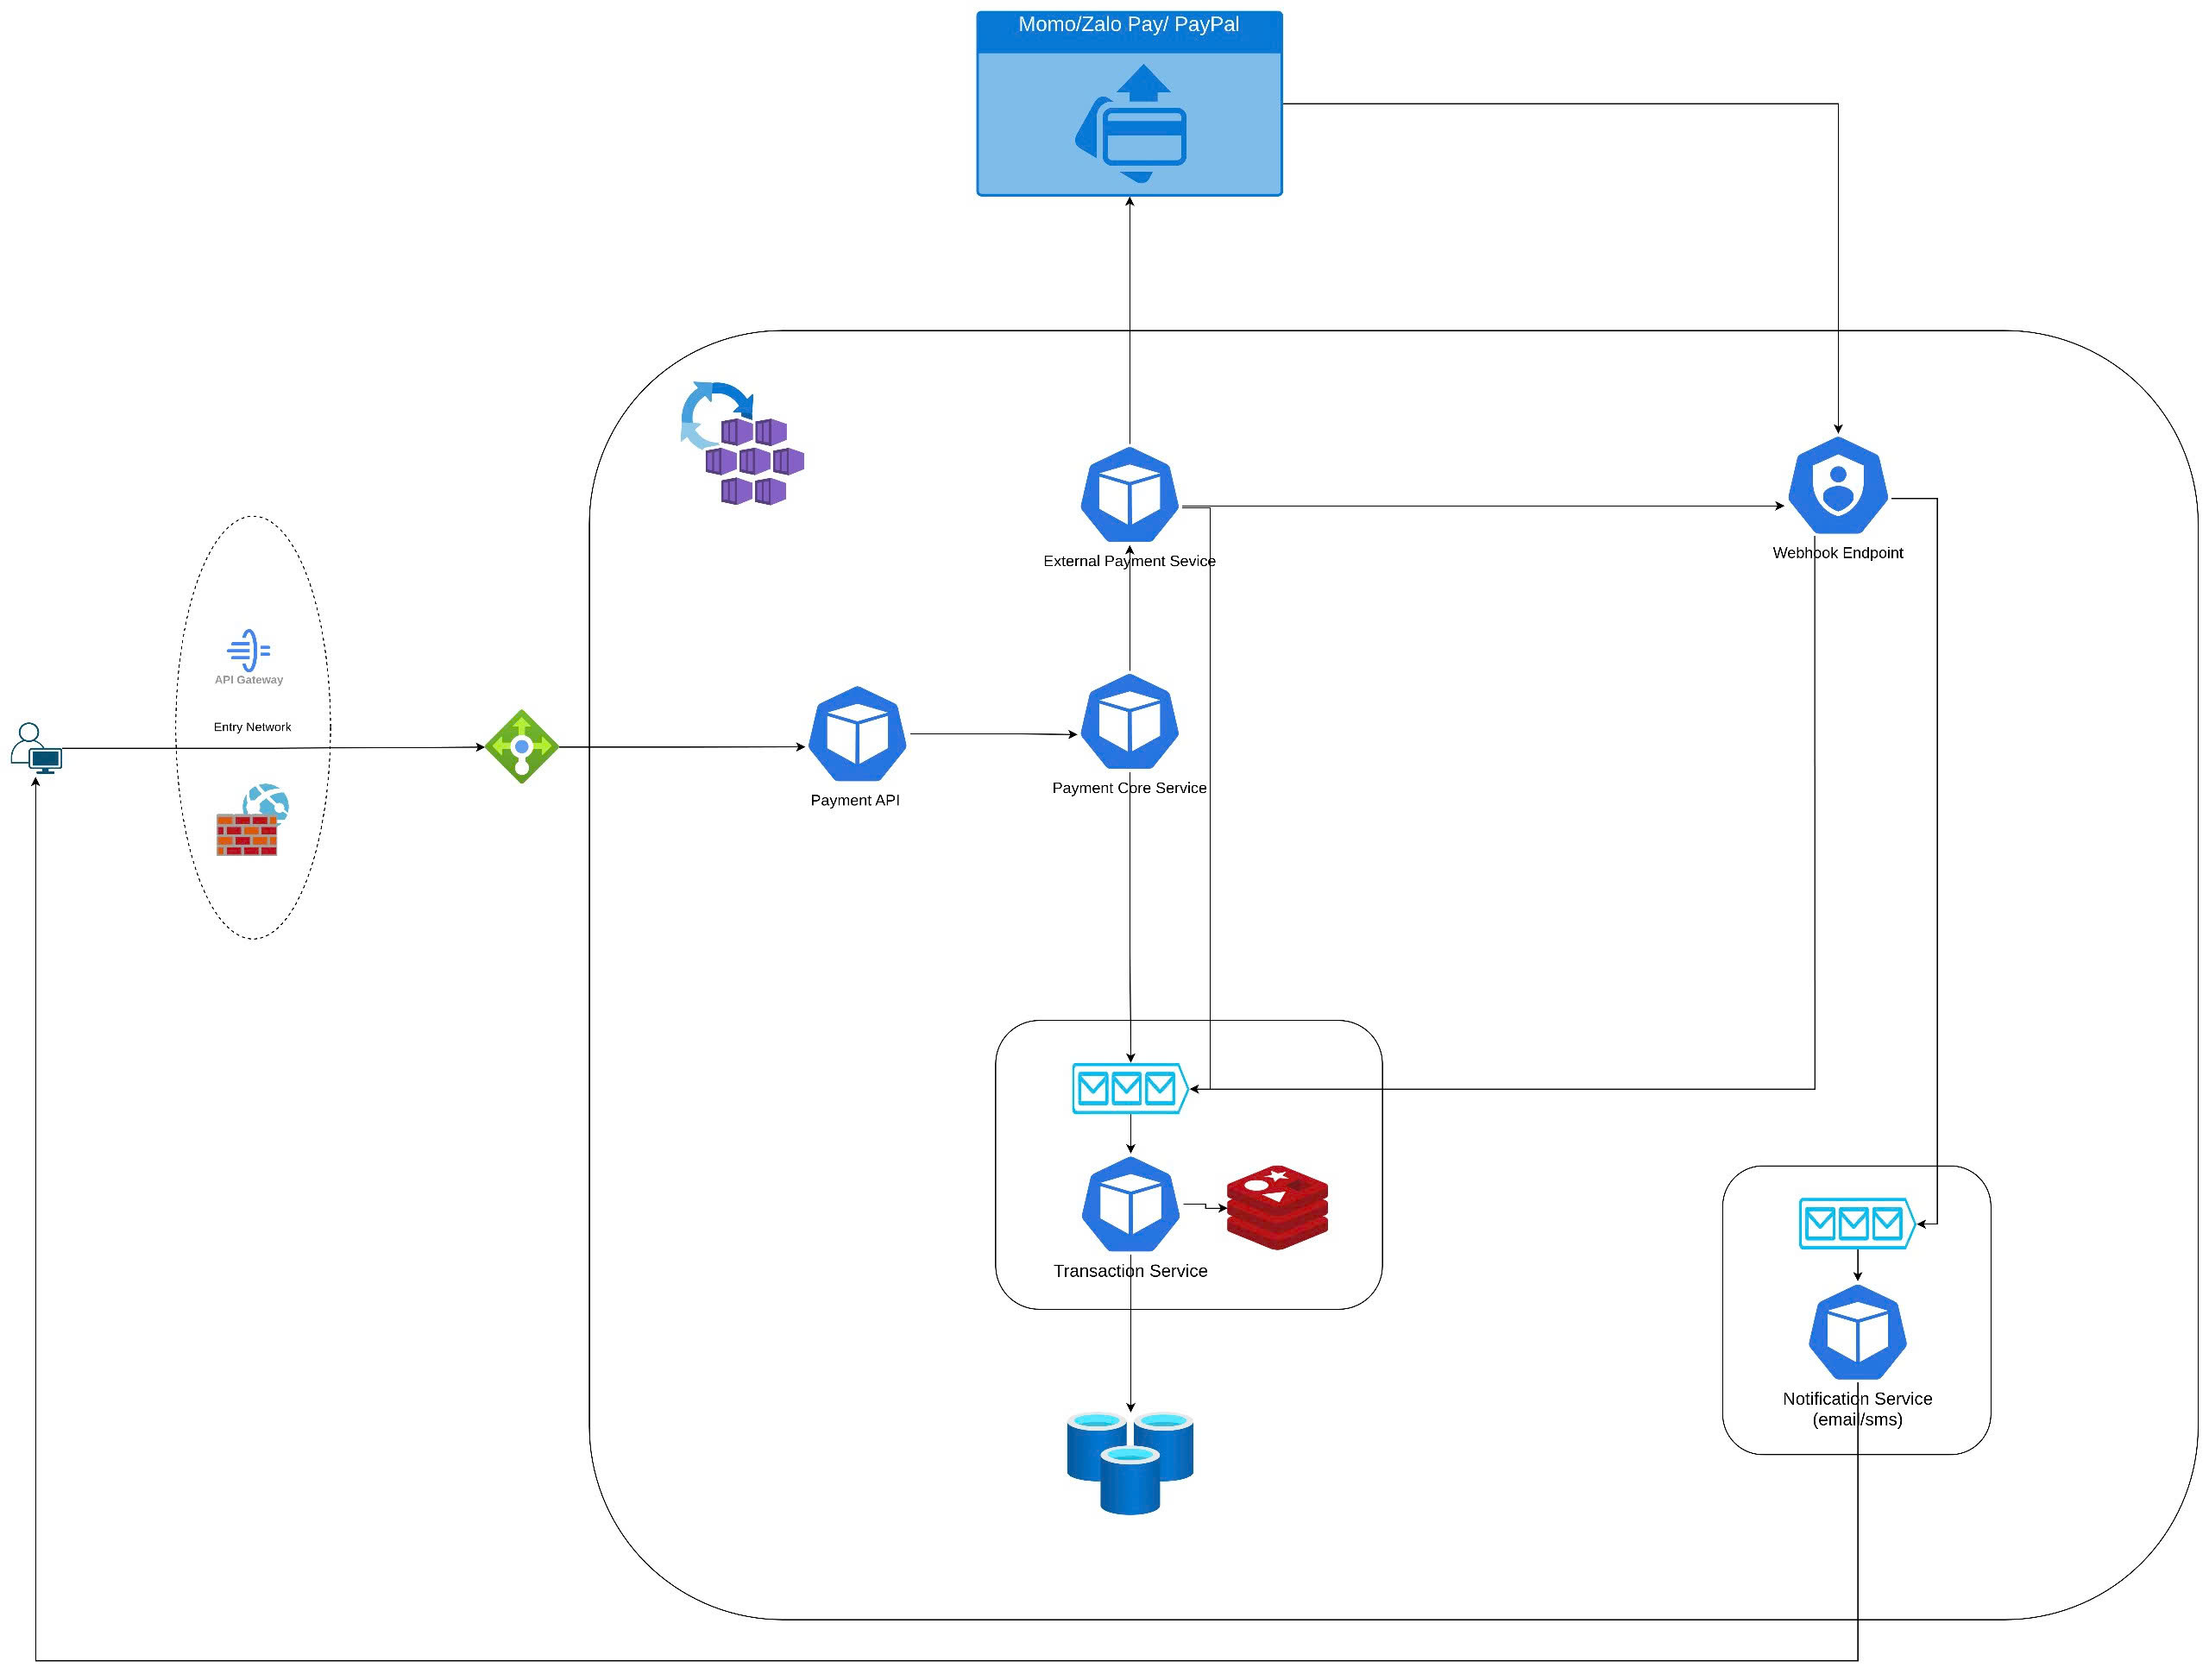 Momo/Zalo Pay/ PayPal
External Payment Sevice
Webhook Endpoint
API Gateway
Entry Network
Payment API
Payment Core Service
Transaction Service
Notification Service
(email/sms)